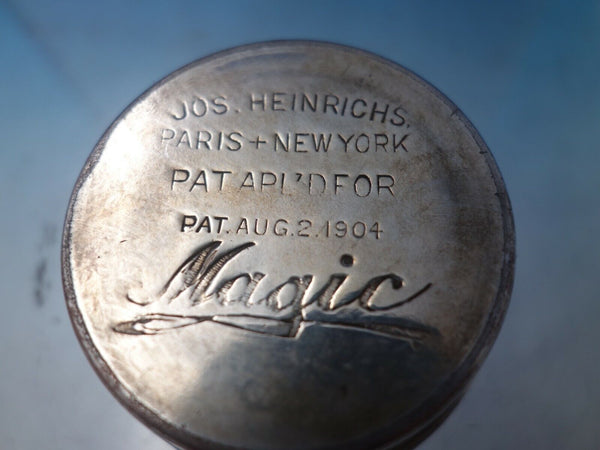 JOS. HEINRICHS.
PARIS + NEW YORK
PAT APL'D FOR
PAT. AUG. 2. 1904
Magic